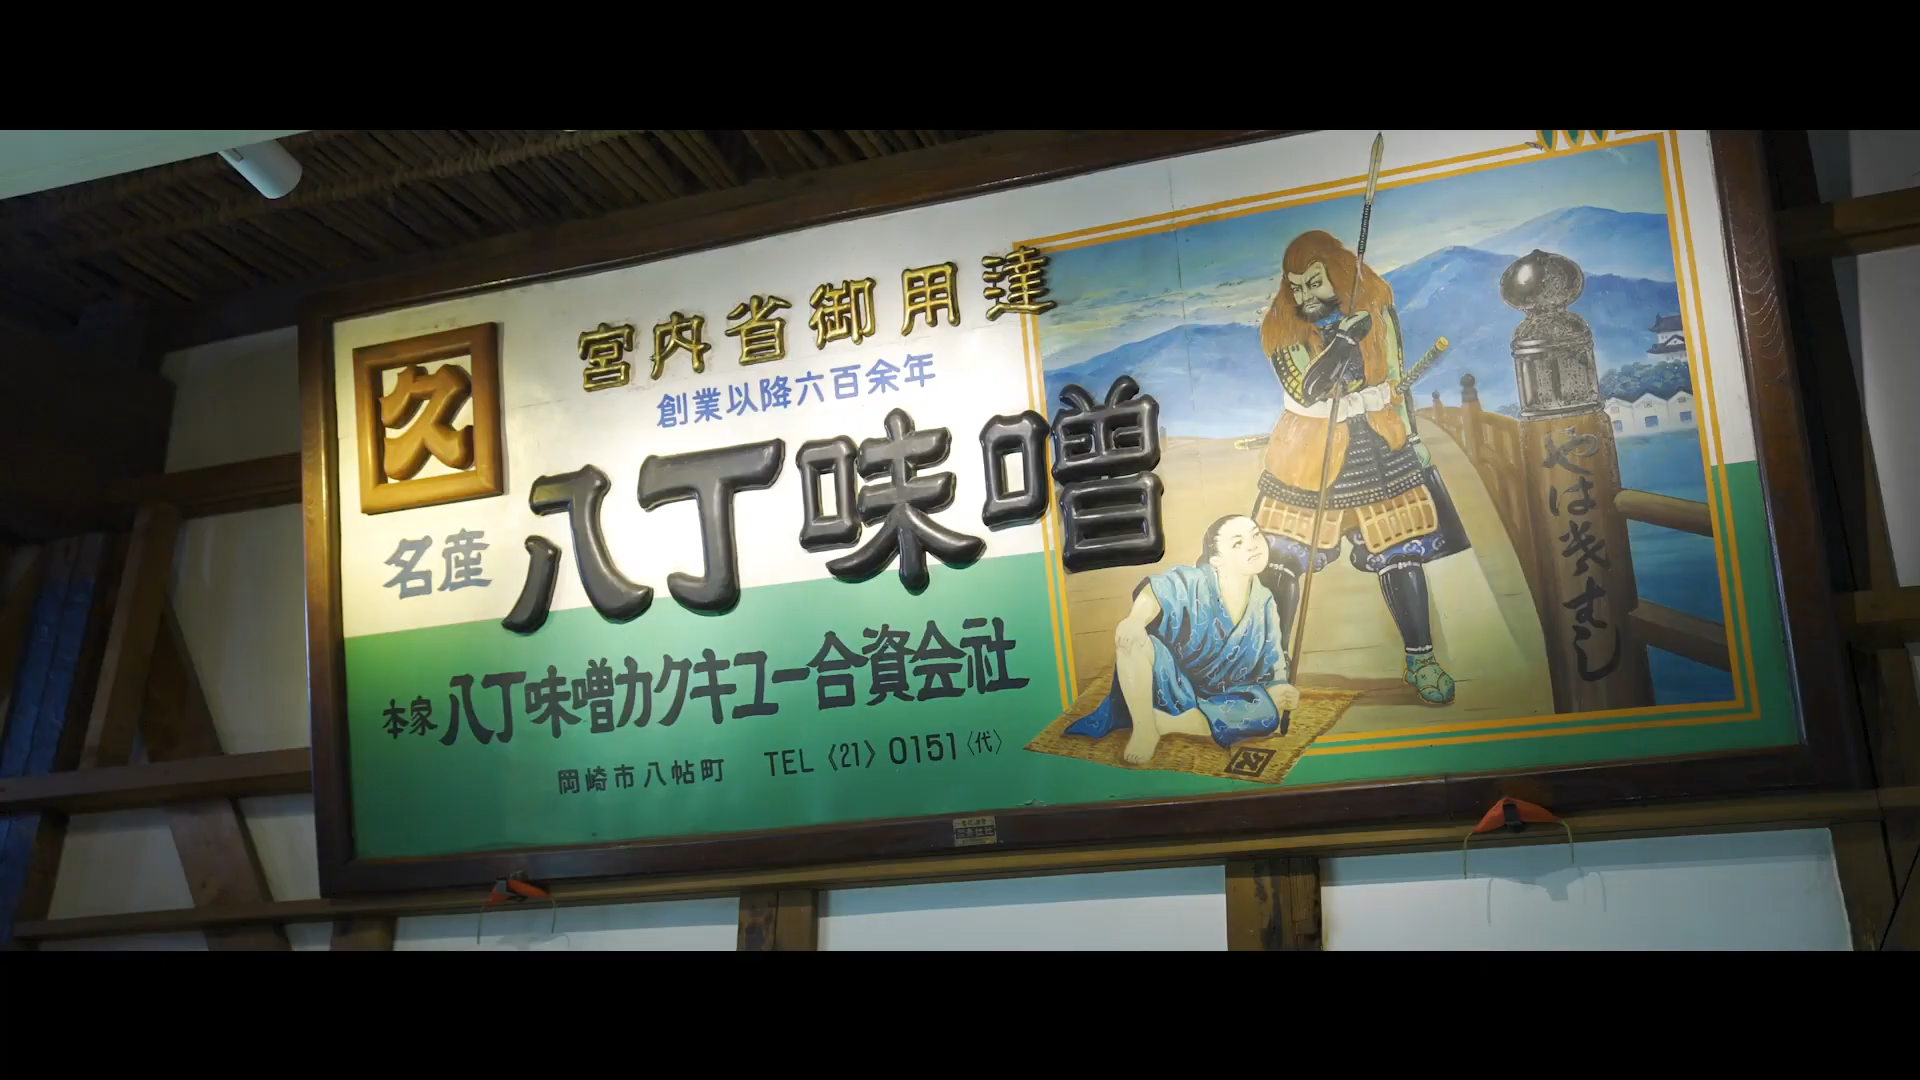 久
宮内省御用達
創業以降六百余年
名産
八丁味噌
本家 八丁味噌カクキュー合資会社
岡崎市八帖町 TEL〈21〉0151〈代〉
やはぎはし
久